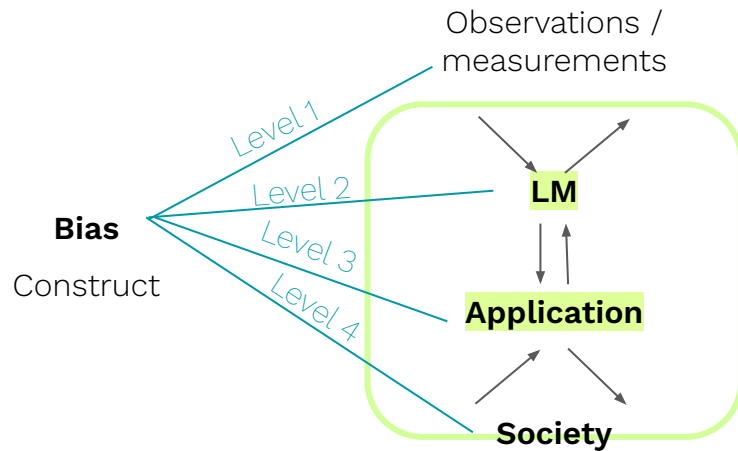 Observations /
measurements
Level 1
Level 2
LM
Bias
Level 3
Construct
Level 4
Application
Society